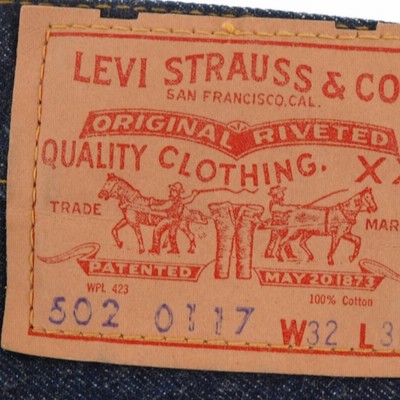 LEVI STRAUSS & CO
SAN FRANCISCO, CAL.
ORIGINAL RIVETED
QUALITY CLOTHING. XX
TRADE MAR
PATENTED MAY 20 1873
WPL 423 100% Cotton
502 0117 W32 L3